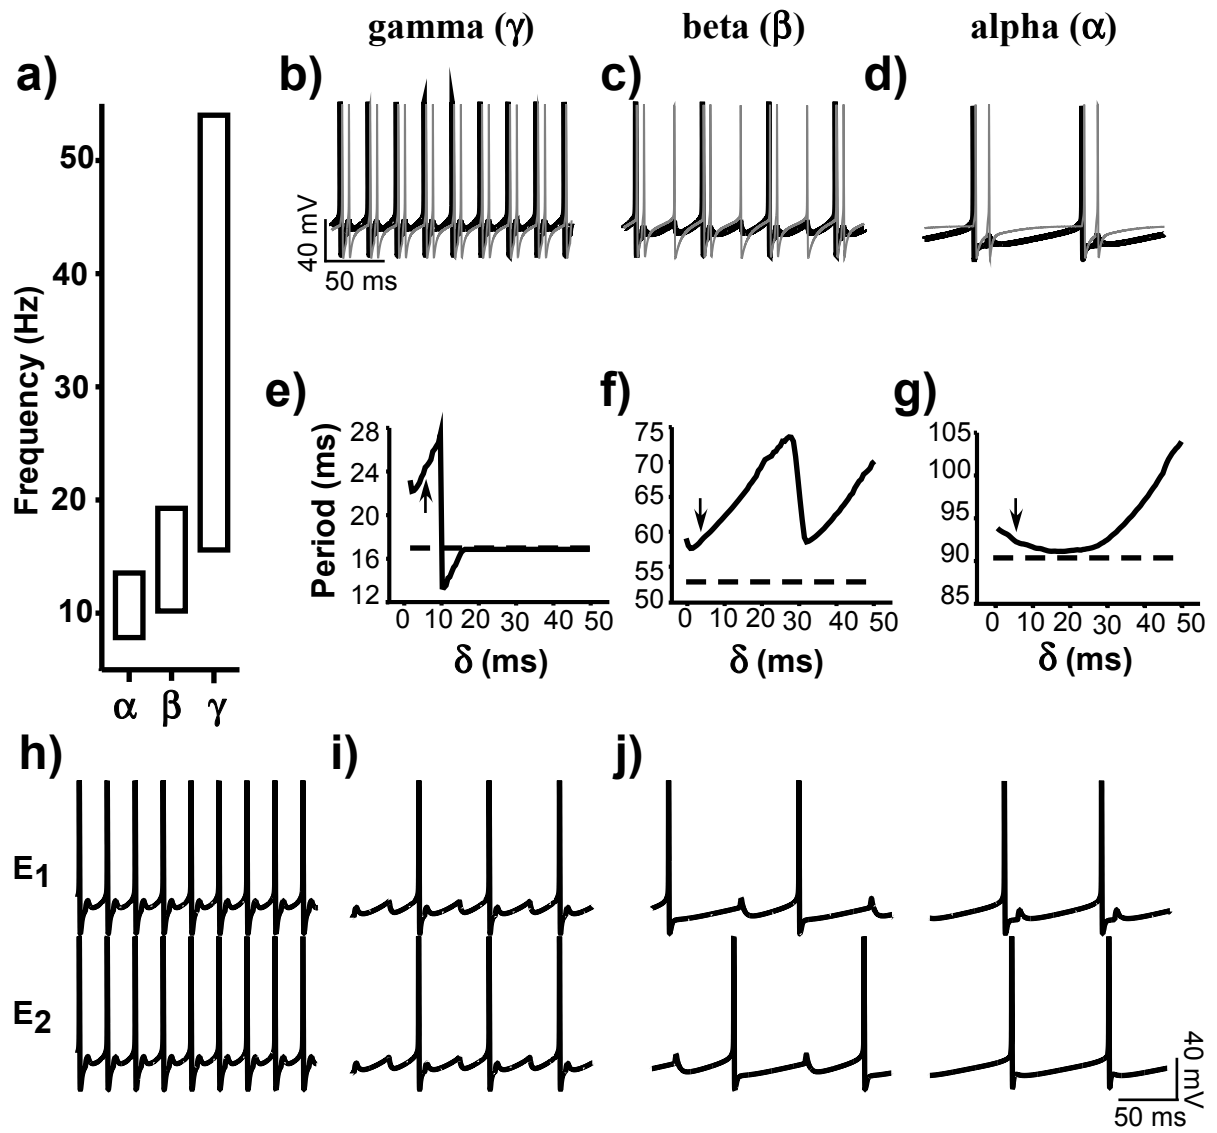 gamma (γ) beta (β) alpha (α)
a) b) c) d)
Frequency (Hz)
50
40
30
20
10
α β γ
40 mV
50 ms
e) f) g)
Period (ms)
28
24
20
16
12
0 10 20 30 40 50
δ (ms)
75
70
65
60
55
50
0 10 20 30 40 50
δ (ms)
105
100
95
90
85
0 10 20 30 40 50
δ (ms)
h) i) j)
E1
E2
40 mV
50 ms